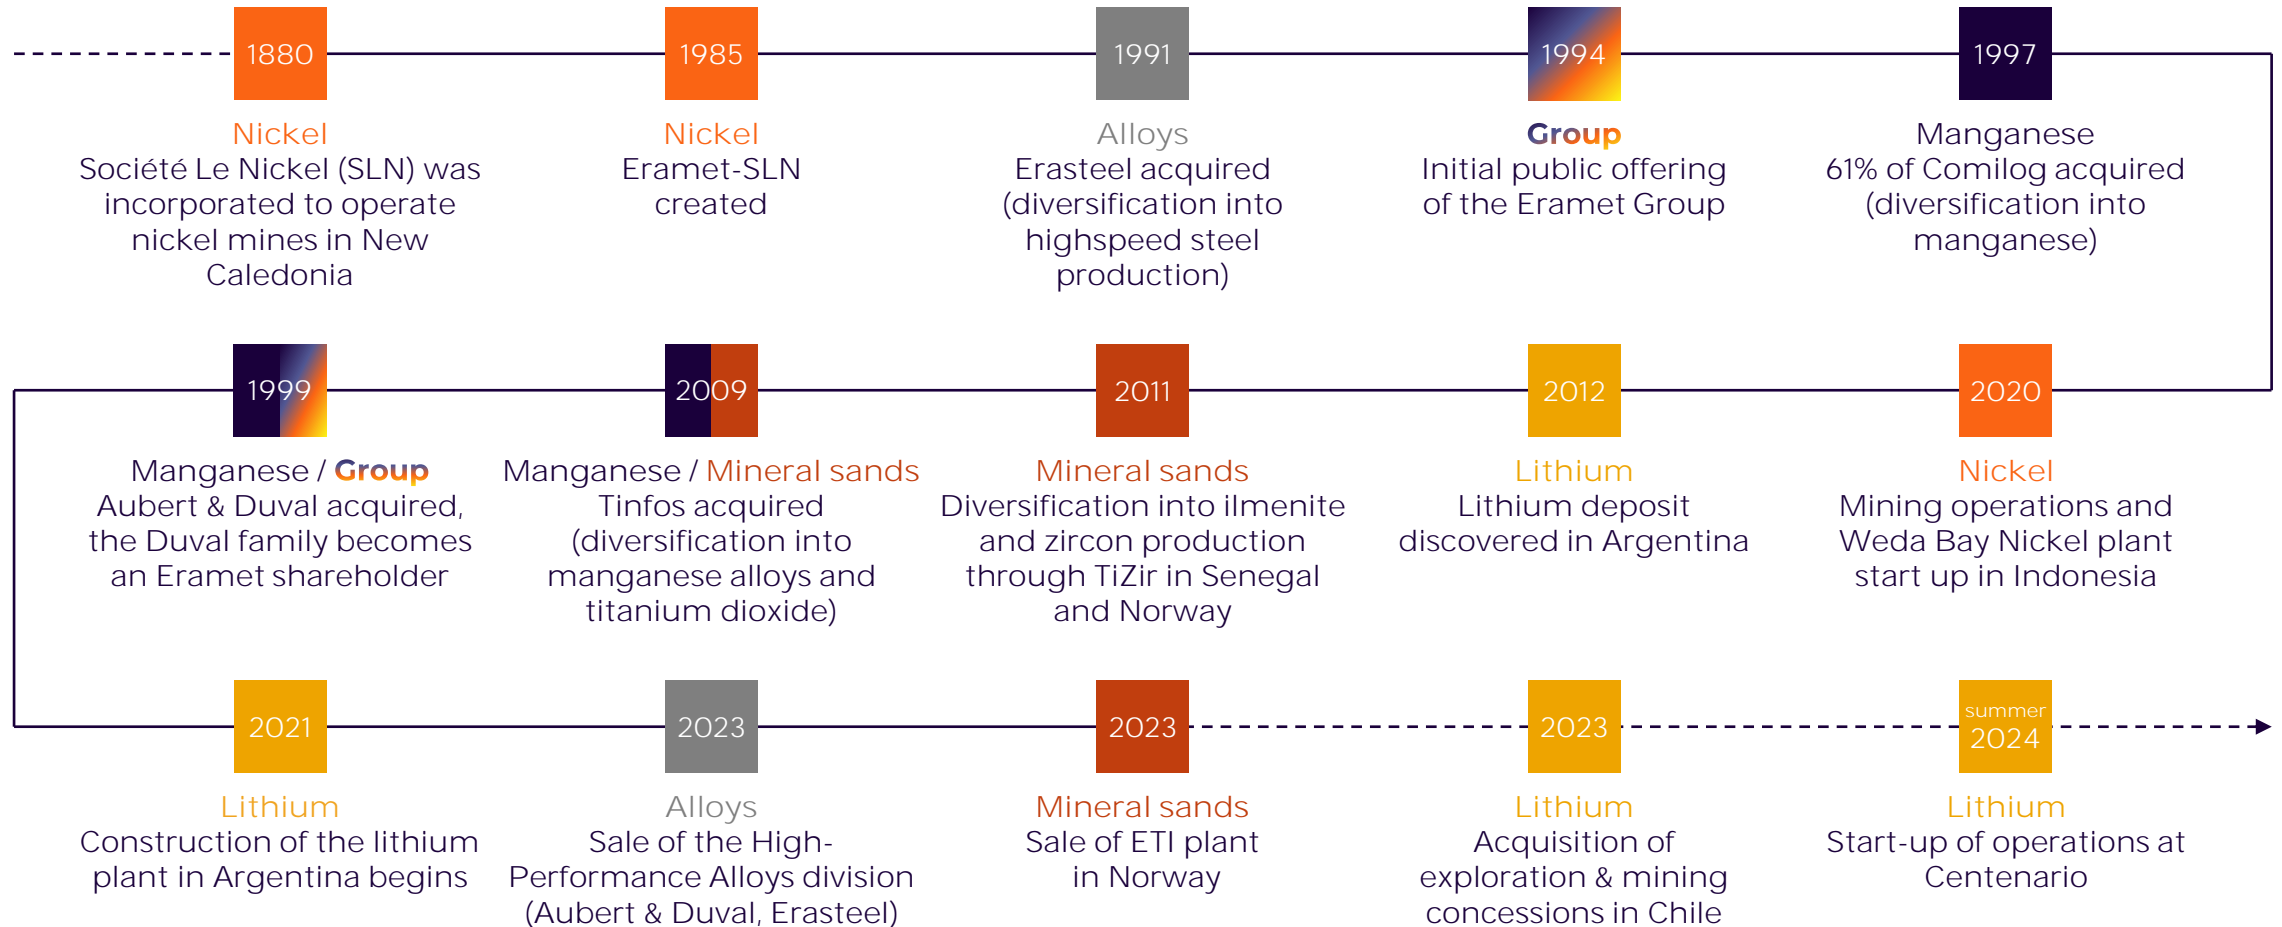 1880
Nickel
Société Le Nickel (SLN) was
incorporated to operate
nickel mines in New
Caledonia
1985
Nickel
Eramet-SLN
created
1991
Alloys
Erasteel acquired
(diversification into
highspeed steel
production)
1994
Group
Initial public offering
of the Eramet Group
1997
Manganese
61% of Comilog acquired
(diversification into
manganese)
1999
Manganese / Group
Aubert & Duval acquired,
the Duval family becomes
an Eramet shareholder
2009
Manganese / Mineral sands
Tinfos acquired
(diversification into
manganese alloys and
titanium dioxide)
2011
Mineral sands
Diversification into ilmenite
and zircon production
through TiZir in Senegal
and Norway
2012
Lithium
Lithium deposit
discovered in Argentina
2020
Nickel
Mining operations and
Weda Bay Nickel plant
start up in Indonesia
2021
Lithium
Construction of the lithium
plant in Argentina begins
2023
Alloys
Sale of the High-
Performance Alloys division
(Aubert & Duval, Erasteel)
2023
Mineral sands
Sale of ETI plant
in Norway
2023
Lithium
Acquisition of
exploration & mining
concessions in Chile
summer
2024
Lithium
Start-up of operations at
Centenario